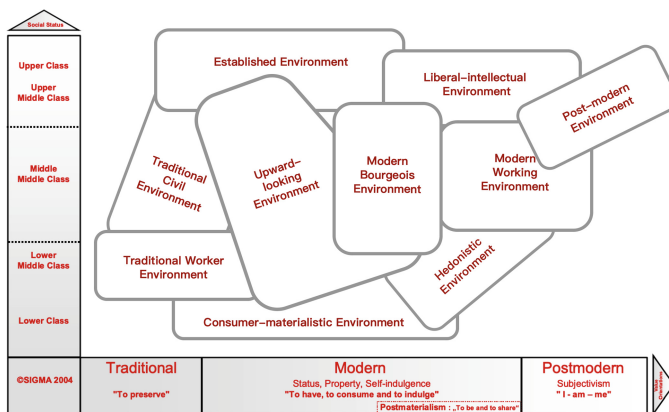 Social Status
Upper Class
Upper
Middle Class
Middle
Middle Class
Lower
Middle Class
Lower Class
Established Environment
Liberal-intellectual
Environment
Post-modern
Environment
Traditional
Civil
Environment
Upward-
looking
Environment
Modern
Bourgeois
Environment
Modern
Working
Environment
Traditional Worker
Environment
Hedonistic
Environment
Consumer-materialistic Environment
©SIGMA 2004
Traditional
"To preserve"
Modern
Status, Property, Self-indulgence
"To have, to consume and to indulge"
Postmaterialism : „To be and to share"
Postmodern
Subjectivism
" I - am – me"
Value
Orientations